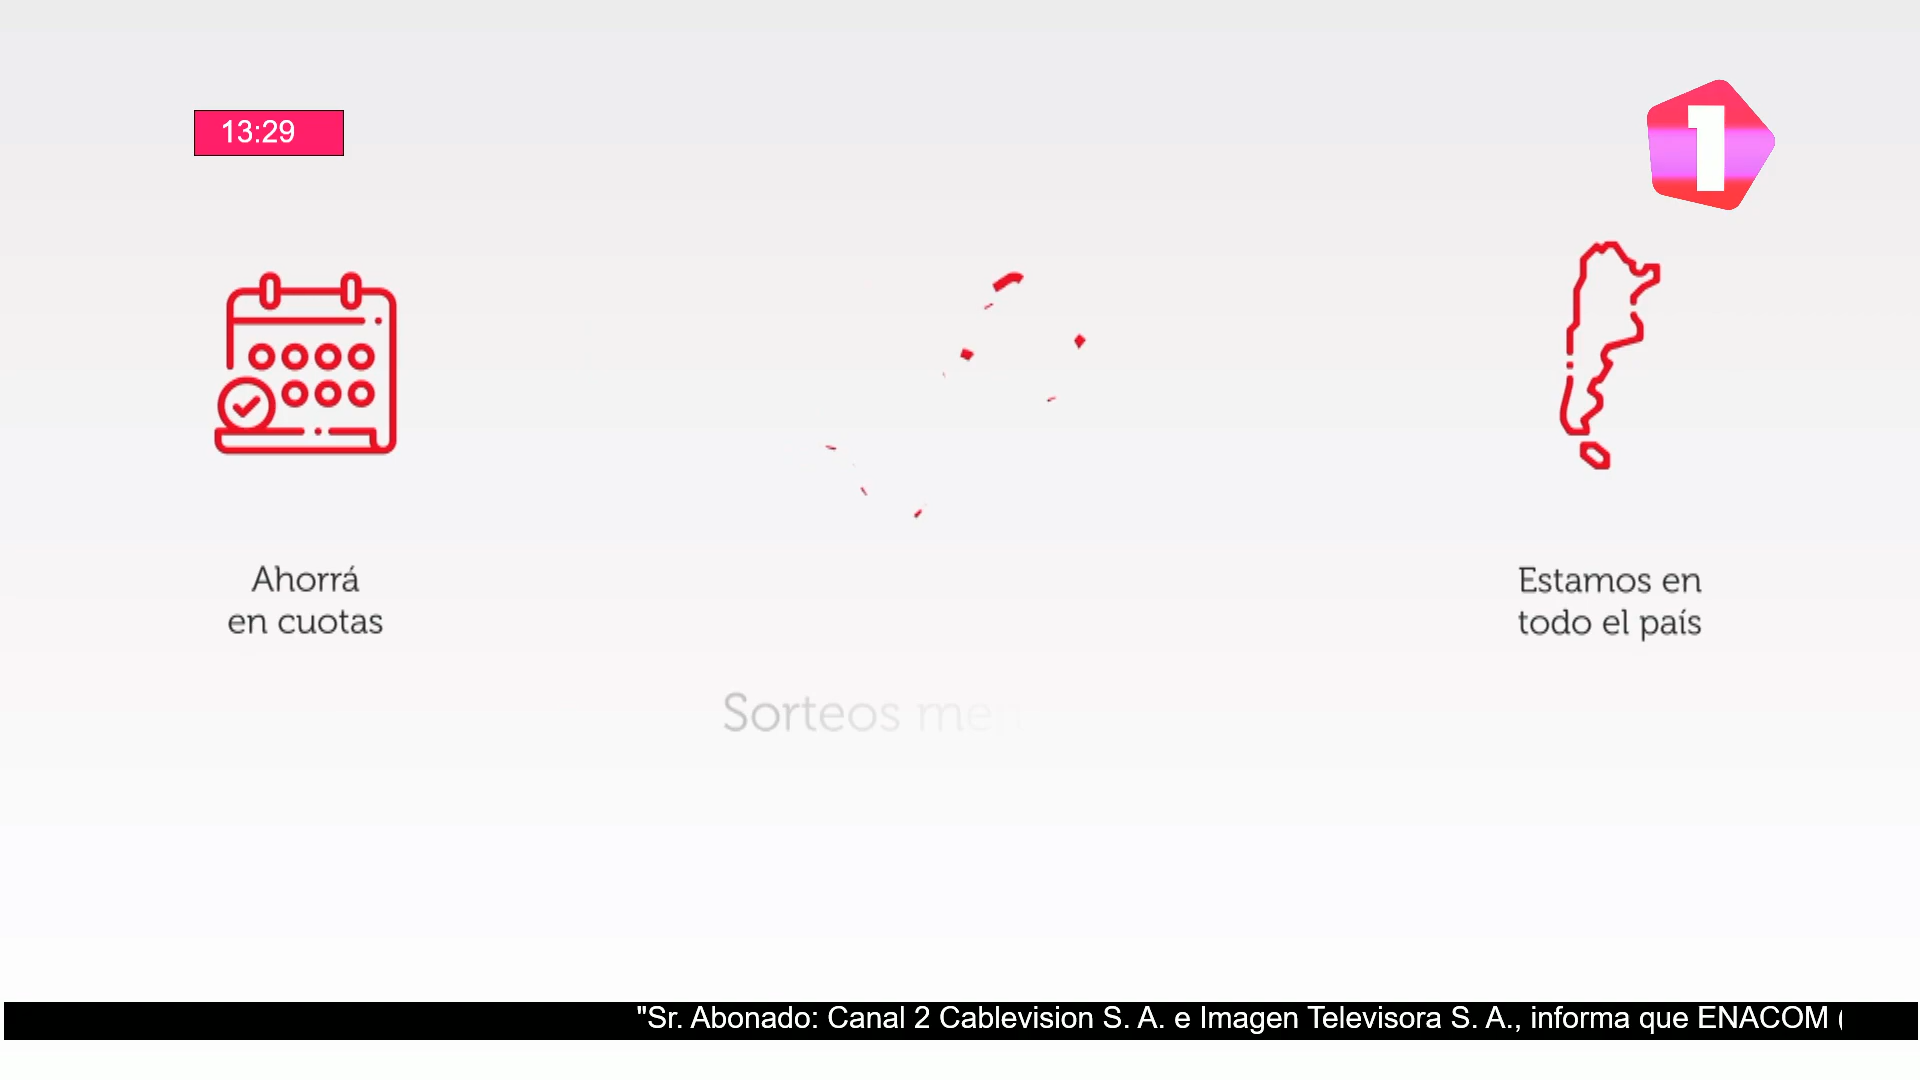 13:29
1
Ahorrá
en cuotas
Estamos en
todo el país
Sorteos
"Sr. Abonado: Canal 2 Cablevision S. A. e Imagen Televisora S. A., informa que ENACOM (